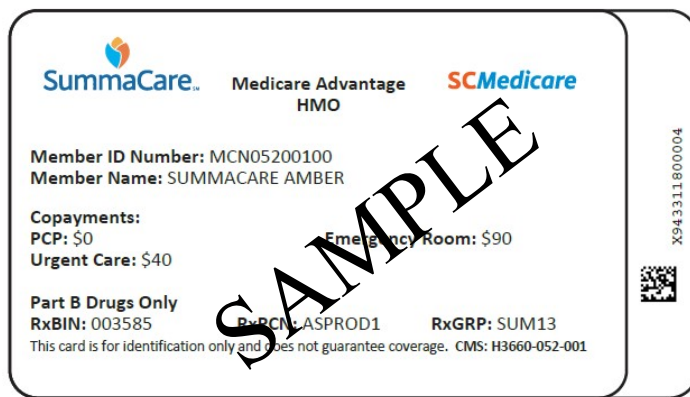 SummaCare℠
Medicare Advantage
HMO
SCMedicare
Member ID Number: MCN05200100
Member Name: SUMMACARE AMBER
Copayments:
PCP: $0 Emergency Room: $90
Urgent Care: $40
Part B Drugs Only
RxBIN: 003585 RxPCN: ASPROD1 RxGRP: SUM13
This card is for identification only and does not guarantee coverage. CMS: H3660-052-001
SAMPLE
X943311800004